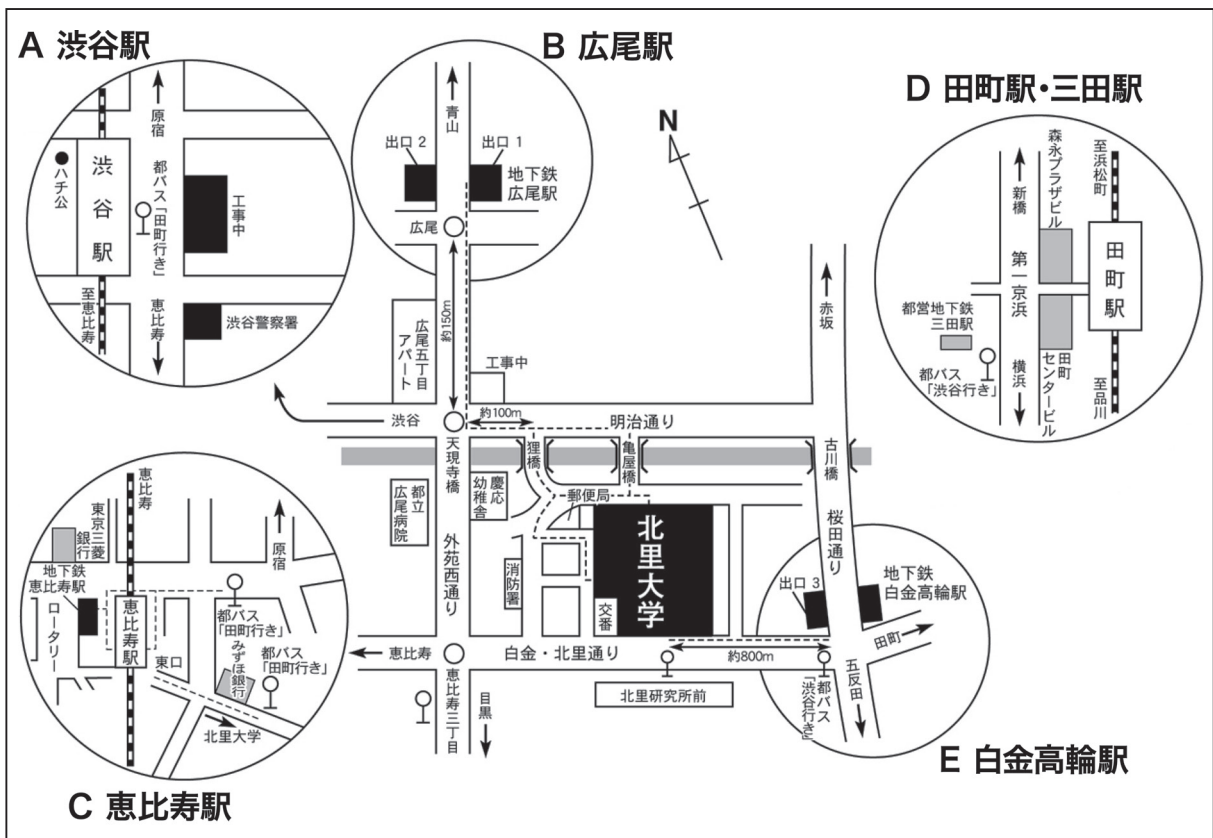 A 渋谷駅
原宿
渋谷駅
ハチ公
都バス「田町行き」
工事中
至恵比寿
恵比寿
渋谷警察署
B 広尾駅
青山
出口 2
出口 1
地下鉄
広尾駅
広尾
約150m
広尾五丁目
アパート
工事中
N
D 田町駅・三田駅
森永プラザビル
至浜松町
新橋
第一京浜
田町駅
都営地下鉄
三田駅
都バス
「渋谷行き」
横浜
田町
センタービル
至品川
赤坂
渋谷
約100m
明治通り
天現寺橋
狸橋
亀屋橋
古川橋
都立
広尾病院
慶応
幼稚舎
郵便局
北里大学
外苑西通り
消防署
交番
桜田通り
恵比寿
白金・北里通り
約800m
北里研究所前
恵比寿三丁目
目黒
出口 3
地下鉄
白金高輪駅
田町
都バス
「渋谷行き」
五反田
E 白金高輪駅
恵比寿
東京三菱
銀行
原宿
地下鉄
恵比寿駅
ロータリー
恵比寿駅
都バス
「田町行き」
東口
みずほ銀行
都バス
「田町行き」
北里大学
C 恵比寿駅